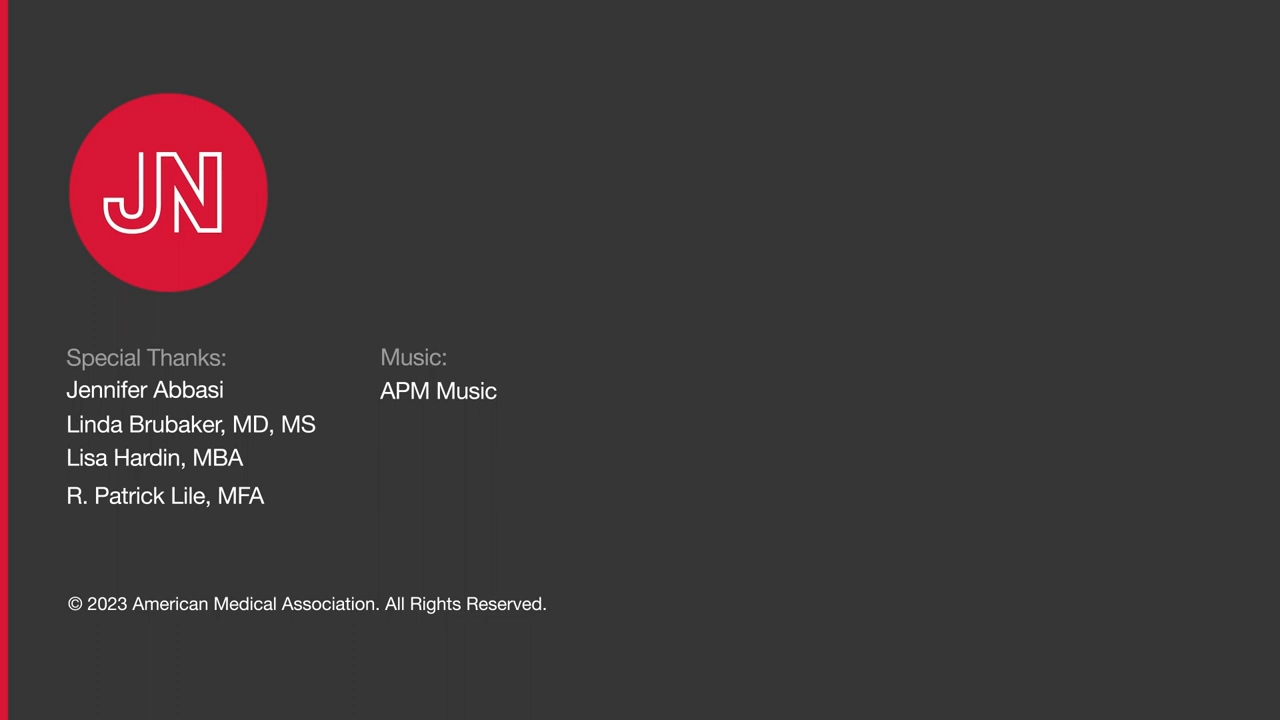 JN
Special Thanks:
Jennifer Abbasi
Linda Brubaker, MD, MS
Lisa Hardin, MBA
R. Patrick Lile, MFA
Music:
APM Music
© 2023 American Medical Association. All Rights Reserved.